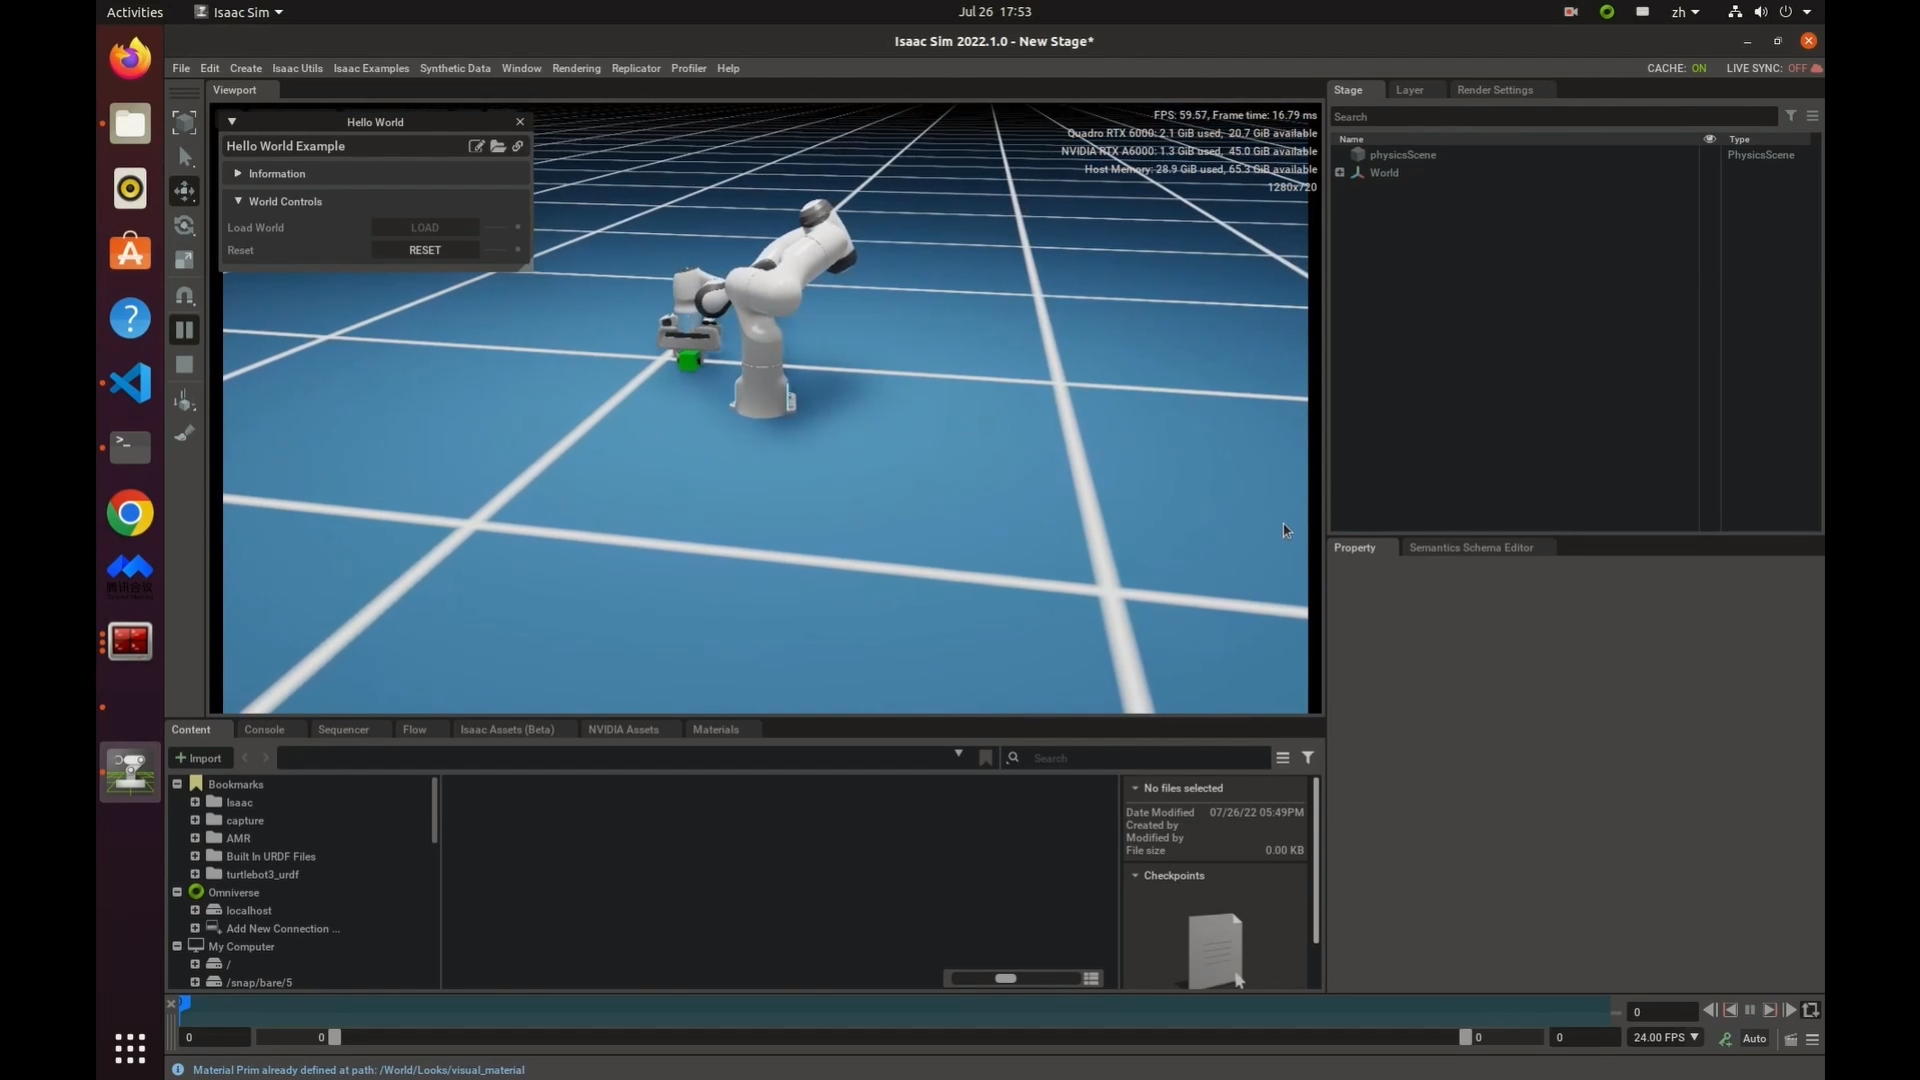 Activities
Isaac Sim
Jul 26 17:53
zh
Isaac Sim 2022.1.0 - New Stage*
File Edit Create Isaac Utils Isaac Examples Synthetic Data Window Rendering Replicator Profiler Help
CACHE: ON LIVE SYNC: OFF
Viewport
Hello World
Hello World Example
Information
World Controls
Load World LOAD
Reset RESET
FPS: 59.57, Frame time: 16.79 ms
Quadro RTX 6000: 2.1 GiB used, 20.7 GiB available
NVIDIA RTX A6000: 1.3 GiB used, 45.0 GiB available
Host Memory: 28.9 GiB used, 65.3 GiB available
1280x720
Stage Layer Render Settings
Search
Name Type
physicsScene PhysicsScene
World
Property Semantics Schema Editor
腾讯会议
Content Console Sequencer Flow Isaac Assets (Beta) NVIDIA Assets Materials
Import
Search
Bookmarks
Isaac
capture
AMR
Built In URDF Files
turtlebot3_urdf
Omniverse
localhost
Add New Connection ...
My Computer
/
/snap/bare/5
No files selected
Date Modified 07/26/22 05:49PM
Created by
Modified by
File size 0.00 KB
Checkpoints
0
0 0 0 0 24.00 FPS Auto
Material Prim already defined at path: /World/Looks/visual_material